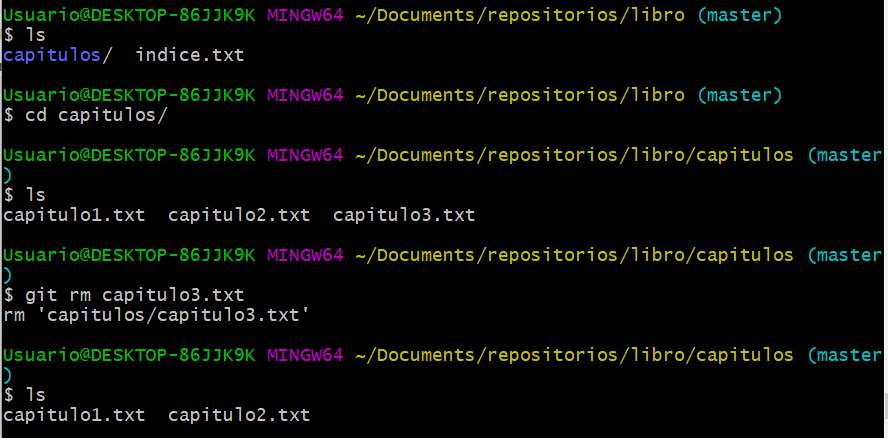 Usuario@DESKTOP-86JJK9K MINGW64 ~/Documents/repositorios/libro (master)
$ ls
capitulos/  indice.txt
Usuario@DESKTOP-86JJK9K MINGW64 ~/Documents/repositorios/libro (master)
$ cd capitulos/
Usuario@DESKTOP-86JJK9K MINGW64 ~/Documents/repositorios/libro/capitulos (master
)
$ ls
capitulo1.txt  capitulo2.txt  capitulo3.txt
Usuario@DESKTOP-86JJK9K MINGW64 ~/Documents/repositorios/libro/capitulos (master
)
$ git rm capitulo3.txt
rm 'capitulos/capitulo3.txt'
Usuario@DESKTOP-86JJK9K MINGW64 ~/Documents/repositorios/libro/capitulos (master
)
$ ls
capitulo1.txt  capitulo2.txt